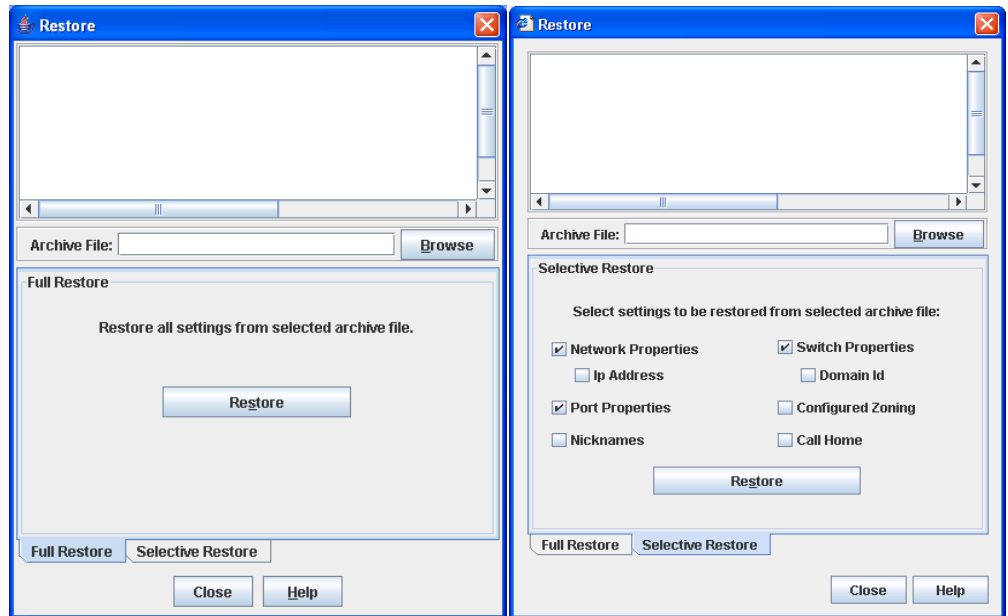 Restore
Archive File:
Browse
Full Restore
Restore all settings from selected archive file.
Restore
Full Restore
Selective Restore
Close
Help
Restore
Archive File:
Browse
Selective Restore
Select settings to be restored from selected archive file:
Network Properties
Switch Properties
Ip Address
Domain Id
Port Properties
Configured Zoning
Nicknames
Call Home
Restore
Full Restore
Selective Restore
Close
Help